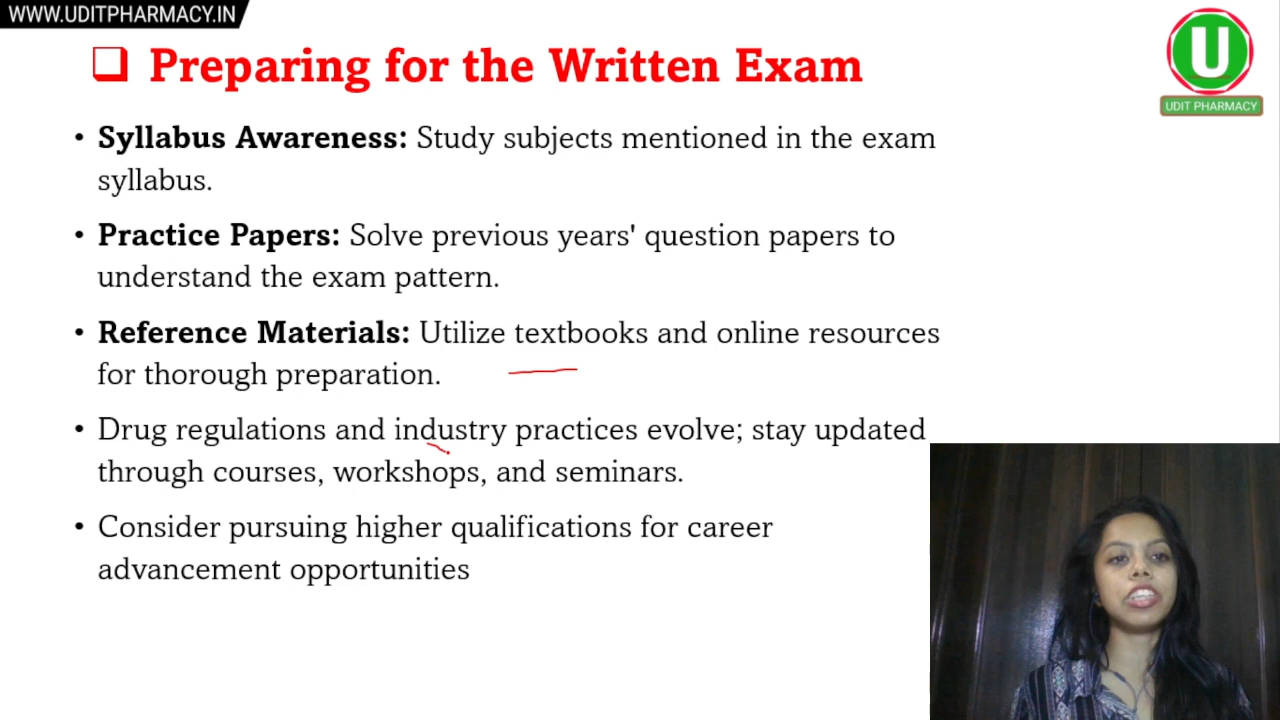 WWW.UDITPHARMACY.IN
❑ Preparing for the Written Exam
U
UDIT PHARMACY
• Syllabus Awareness: Study subjects mentioned in the exam
syllabus.
• Practice Papers: Solve previous years' question papers to
understand the exam pattern.
• Reference Materials: Utilize textbooks and online resources
for thorough preparation.
• Drug regulations and industry practices evolve; stay updated
through courses, workshops, and seminars.
• Consider pursuing higher qualifications for career
advancement opportunities